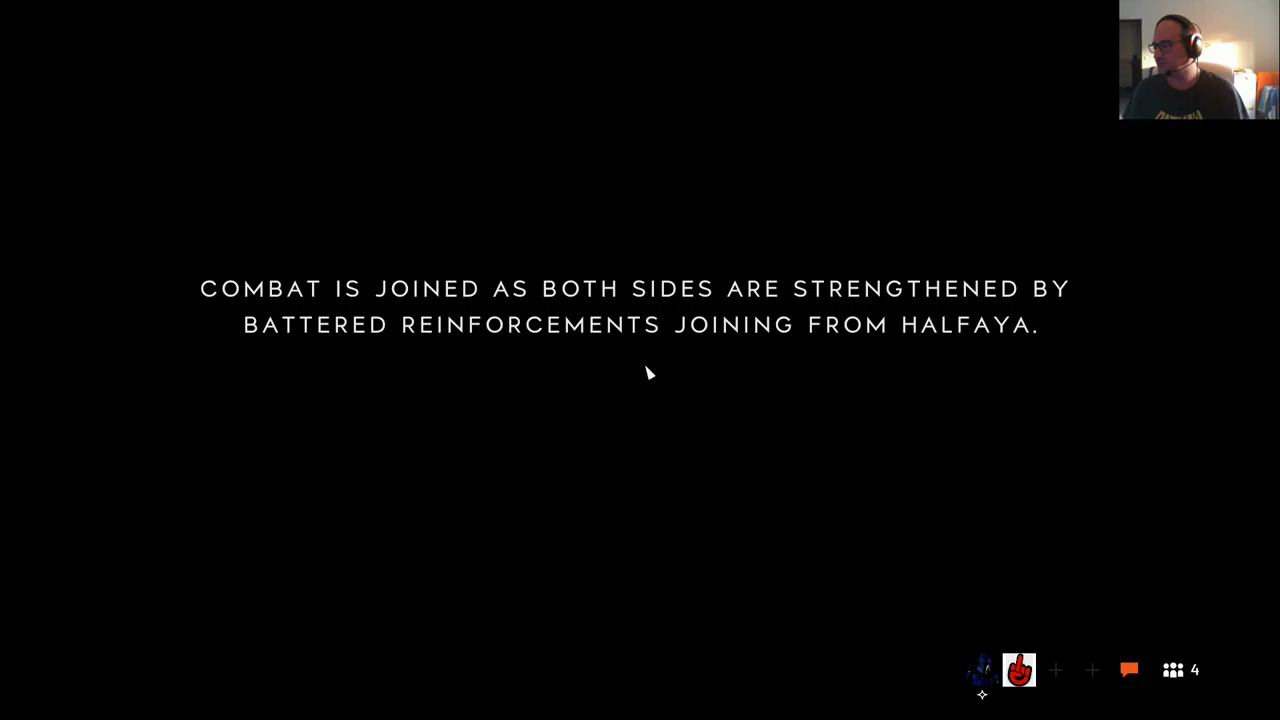 COMBAT IS JOINED AS BOTH SIDES ARE STRENGTHENED BY
BATTERED REINFORCEMENTS JOINING FROM HALFAYA.
4